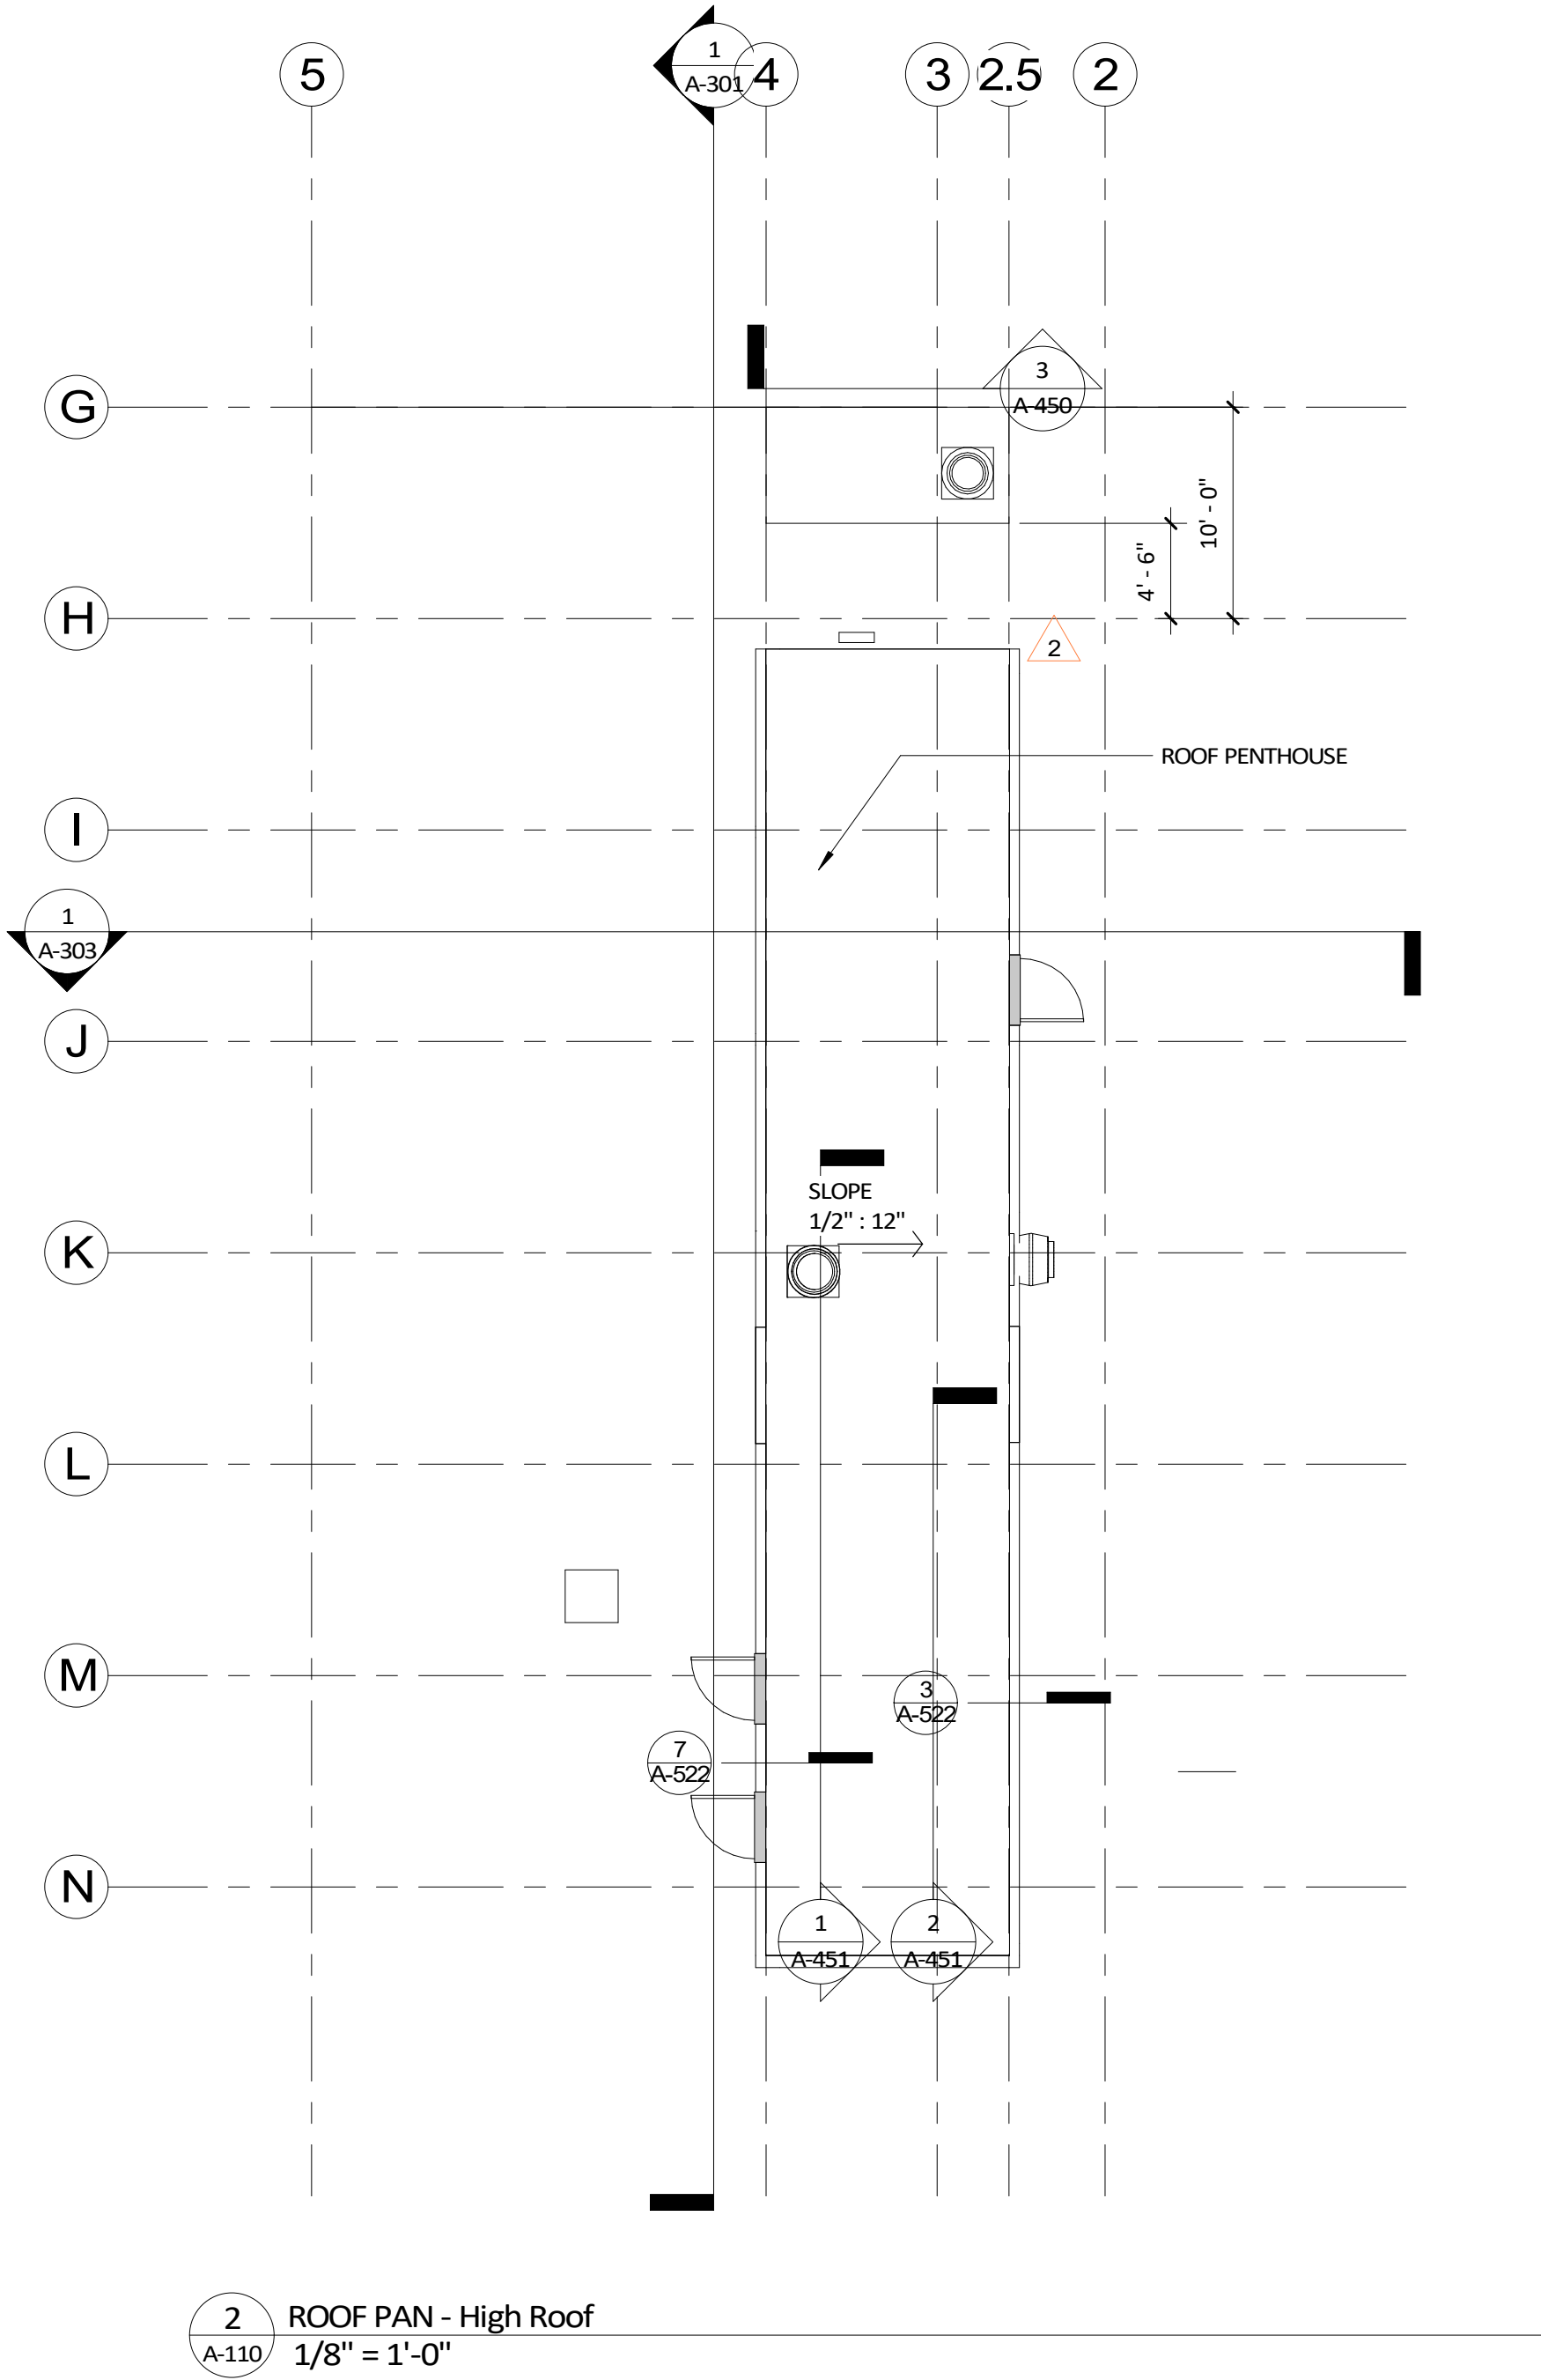 1
A-301
5
4
3
2.5
2
3
A-450
G
10' - 0"
4' - 6"
H
2
ROOF PENTHOUSE
I
1
A-303
J
SLOPE
1/2" : 12"
K
L
M
3
A-522
7
A-522
N
1
A-451
2
A-451
2
A-110
ROOF PAN - High Roof
1/8" = 1'-0"